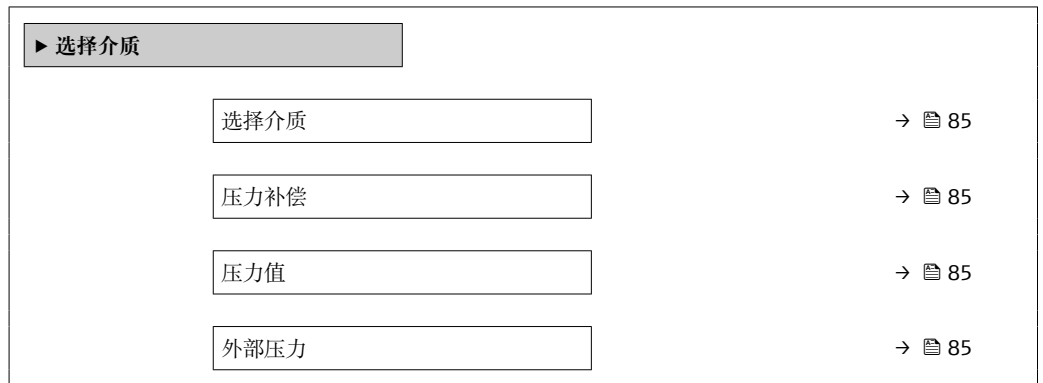 ▶ 选择介质
选择介质 → 85
压力补偿 → 85
压力值 → 85
外部压力 → 85